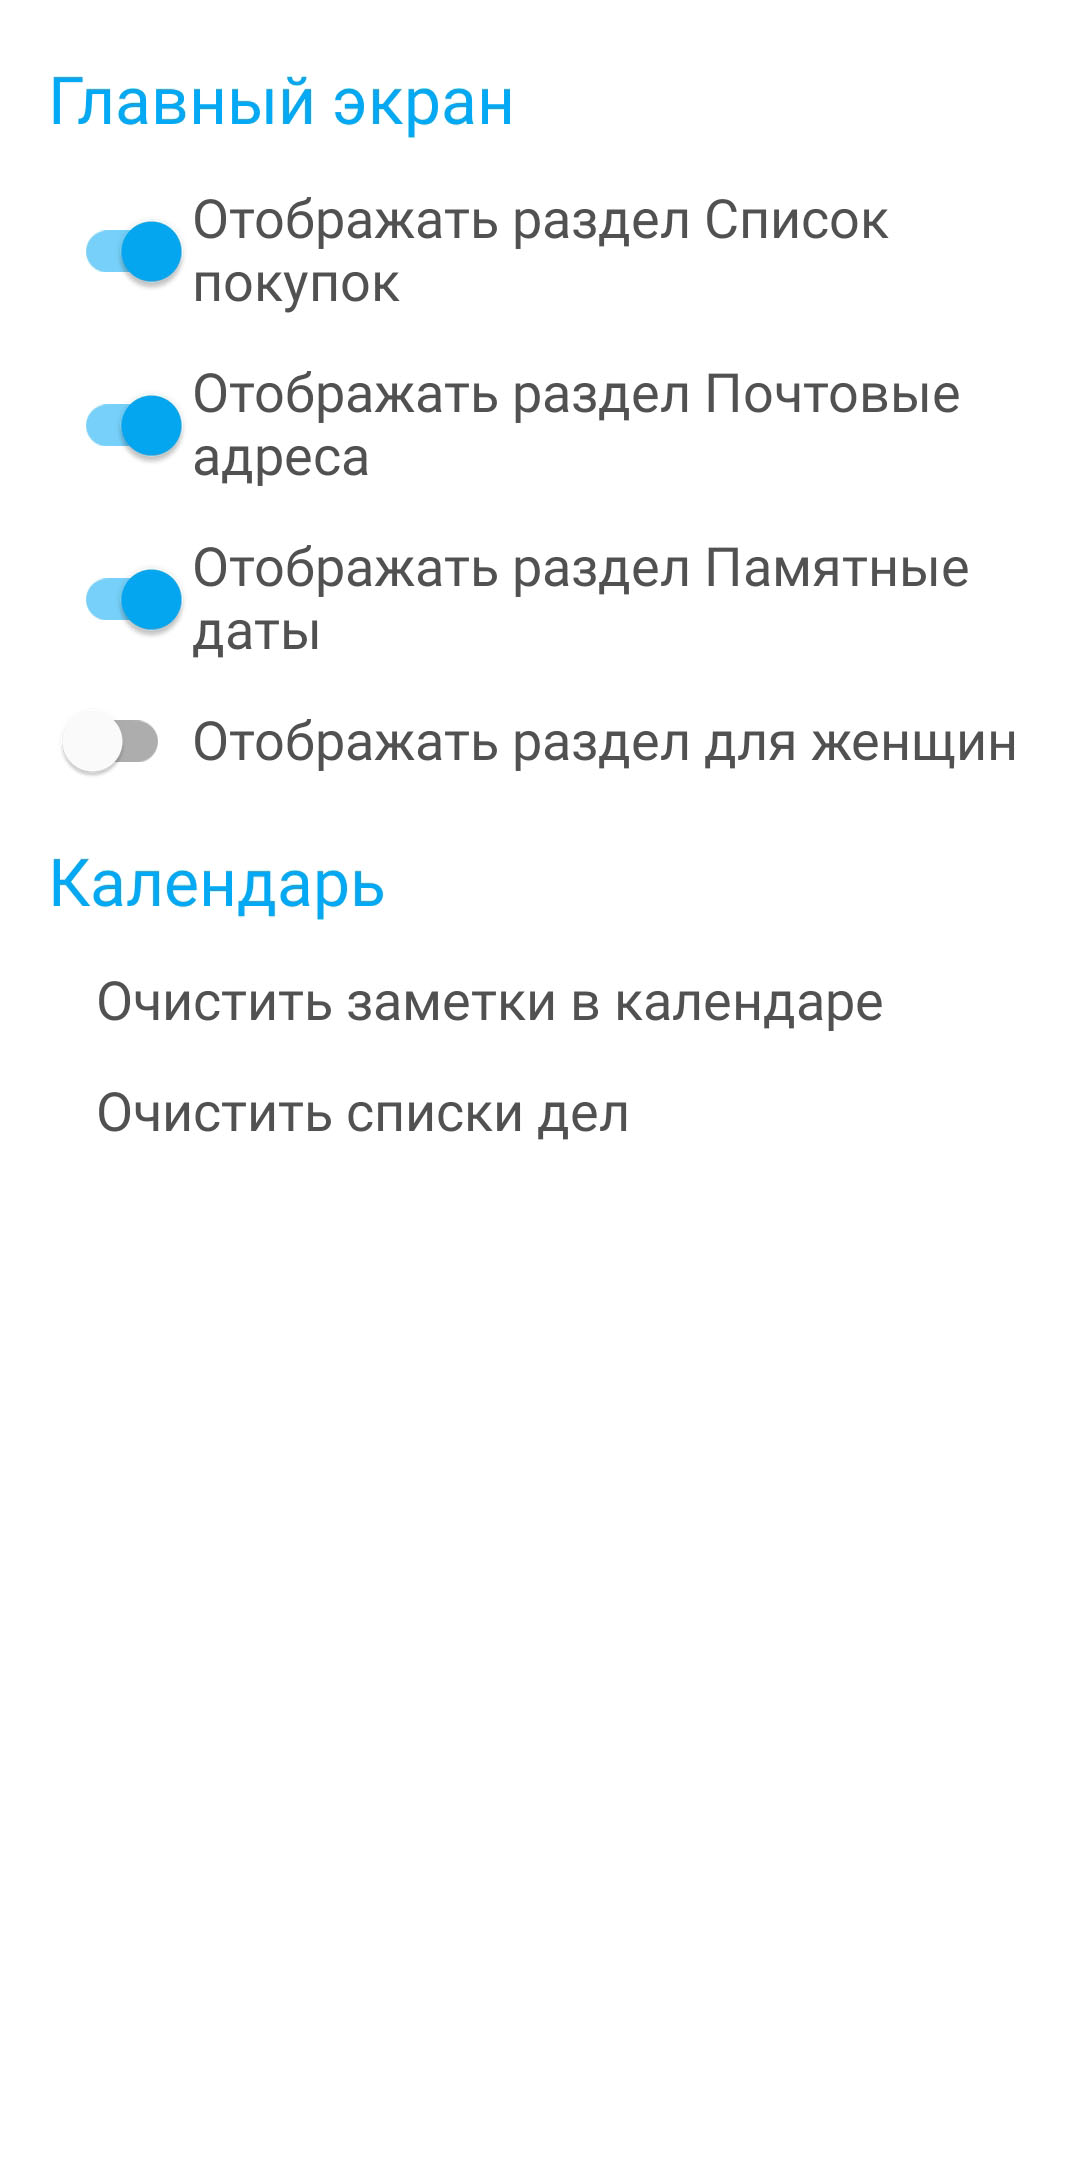 Главный экран
Отображать раздел Список
покупок
Отображать раздел Почтовые
адреса
Отображать раздел Памятные
даты
Отображать раздел для женщин
Календарь
Очистить заметки в календаре
Очистить списки дел